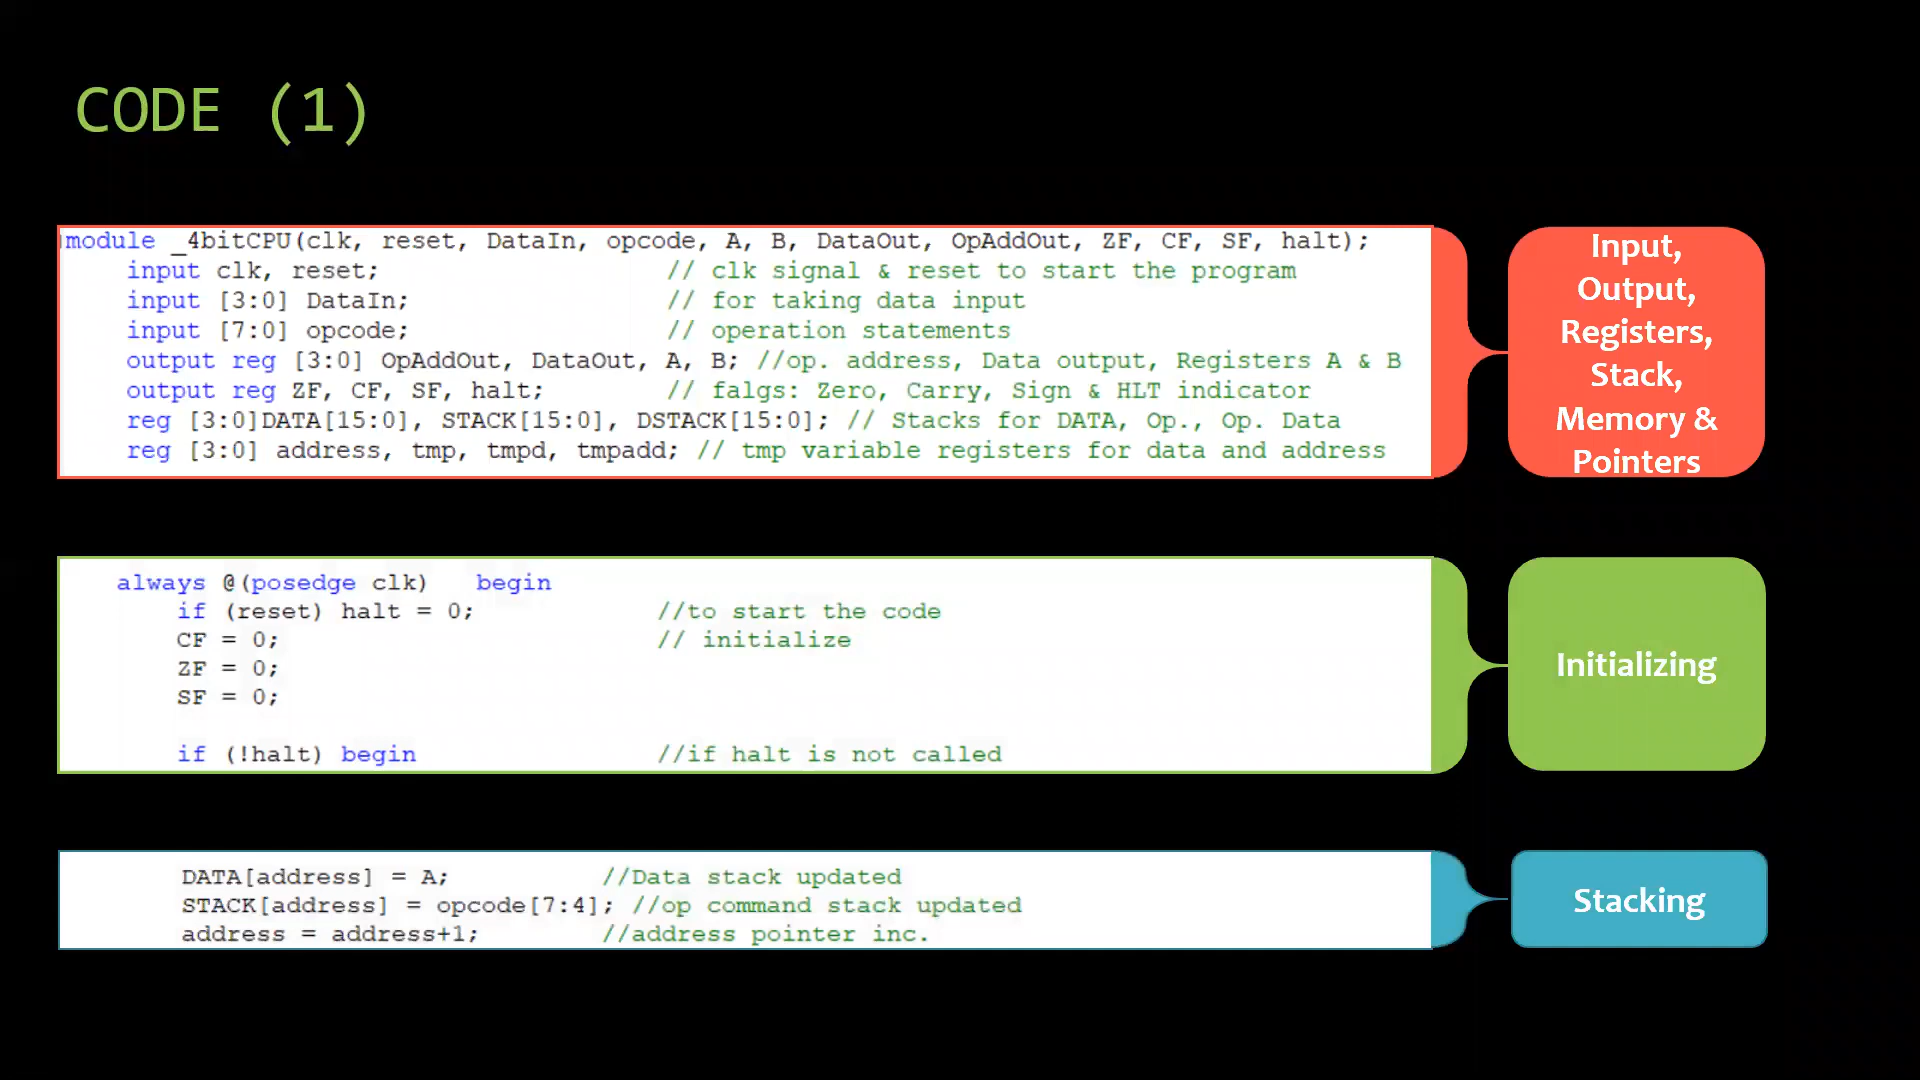 CODE (1)
module _4bitCPU(clk, reset, DataIn, opcode, A, B, DataOut, OpAddOut, ZF, CF, SF, halt);
input clk, reset; // clk signal & reset to start the program
input [3:0] DataIn; // for taking data input
input [7:0] opcode; // operation statements
output reg [3:0] OpAddOut, DataOut, A, B; //op. address, Data output, Registers A & B
output reg ZF, CF, SF, halt; // falgs: Zero, Carry, Sign & HLT indicator
reg [3:0]DATA[15:0], STACK[15:0], DSTACK[15:0]; // Stacks for DATA, Op., Op. Data
reg [3:0] address, tmp, tmpd, tmpadd; // tmp variable registers for data and address
Input,
Output,
Registers,
Stack,
Memory &
Pointers
always @(posedge clk) begin
if (reset) halt = 0; //to start the code
CF = 0; // initialize
ZF = 0;
SF = 0;
if (!halt) begin //if halt is not called
Initializing
DATA[address] = A; //Data stack updated
STACK[address] = opcode[7:4]; //op command stack updated
address = address+1; //address pointer inc.
Stacking